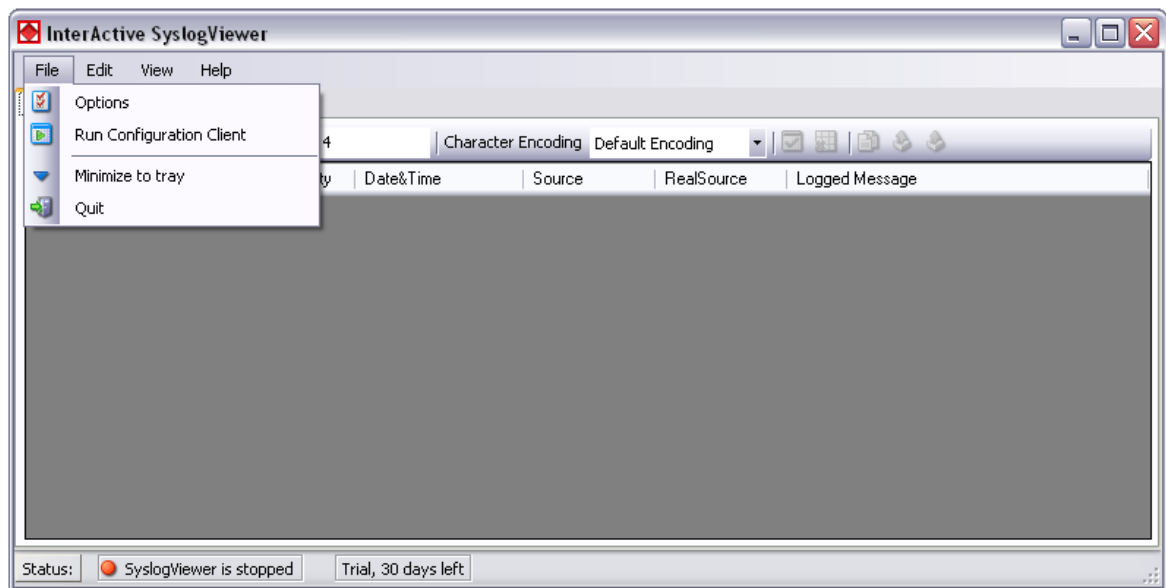 InterActive SyslogViewer
File Edit View Help
Options
Run Configuration Client
Minimize to tray
Quit
4 Character Encoding Default Encoding
ty Date&Time Source RealSource Logged Message
Status: SyslogViewer is stopped Trial, 30 days left